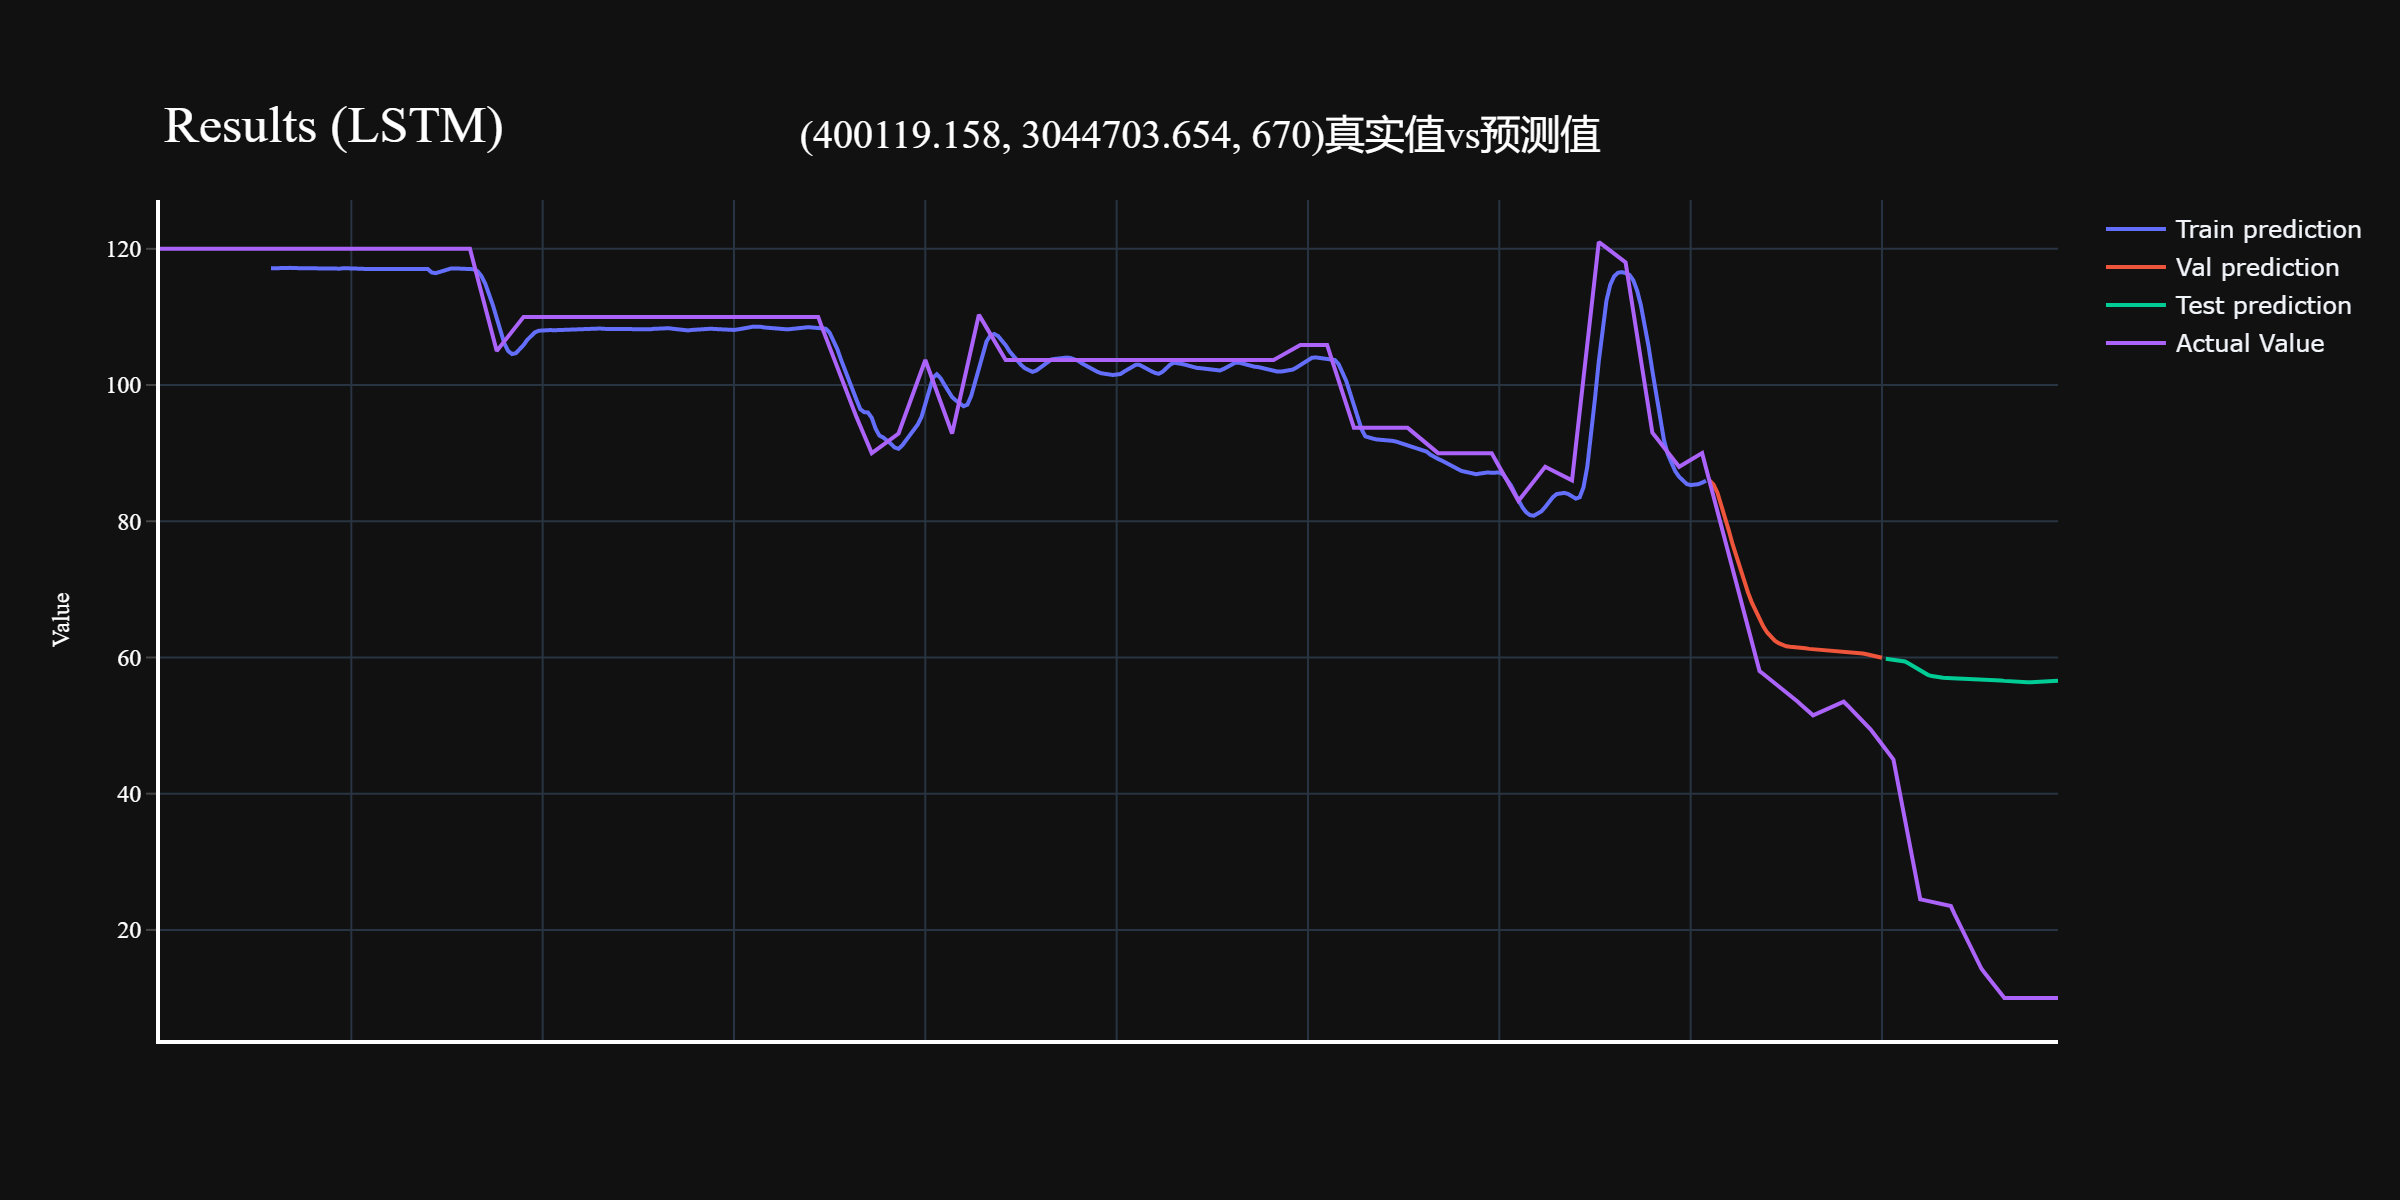 Results (LSTM)
(400119.158, 3044703.654, 670)真实值vs预测值
Train prediction
Val prediction
Test prediction
Actual Value
120
100
80
60
40
20
Value